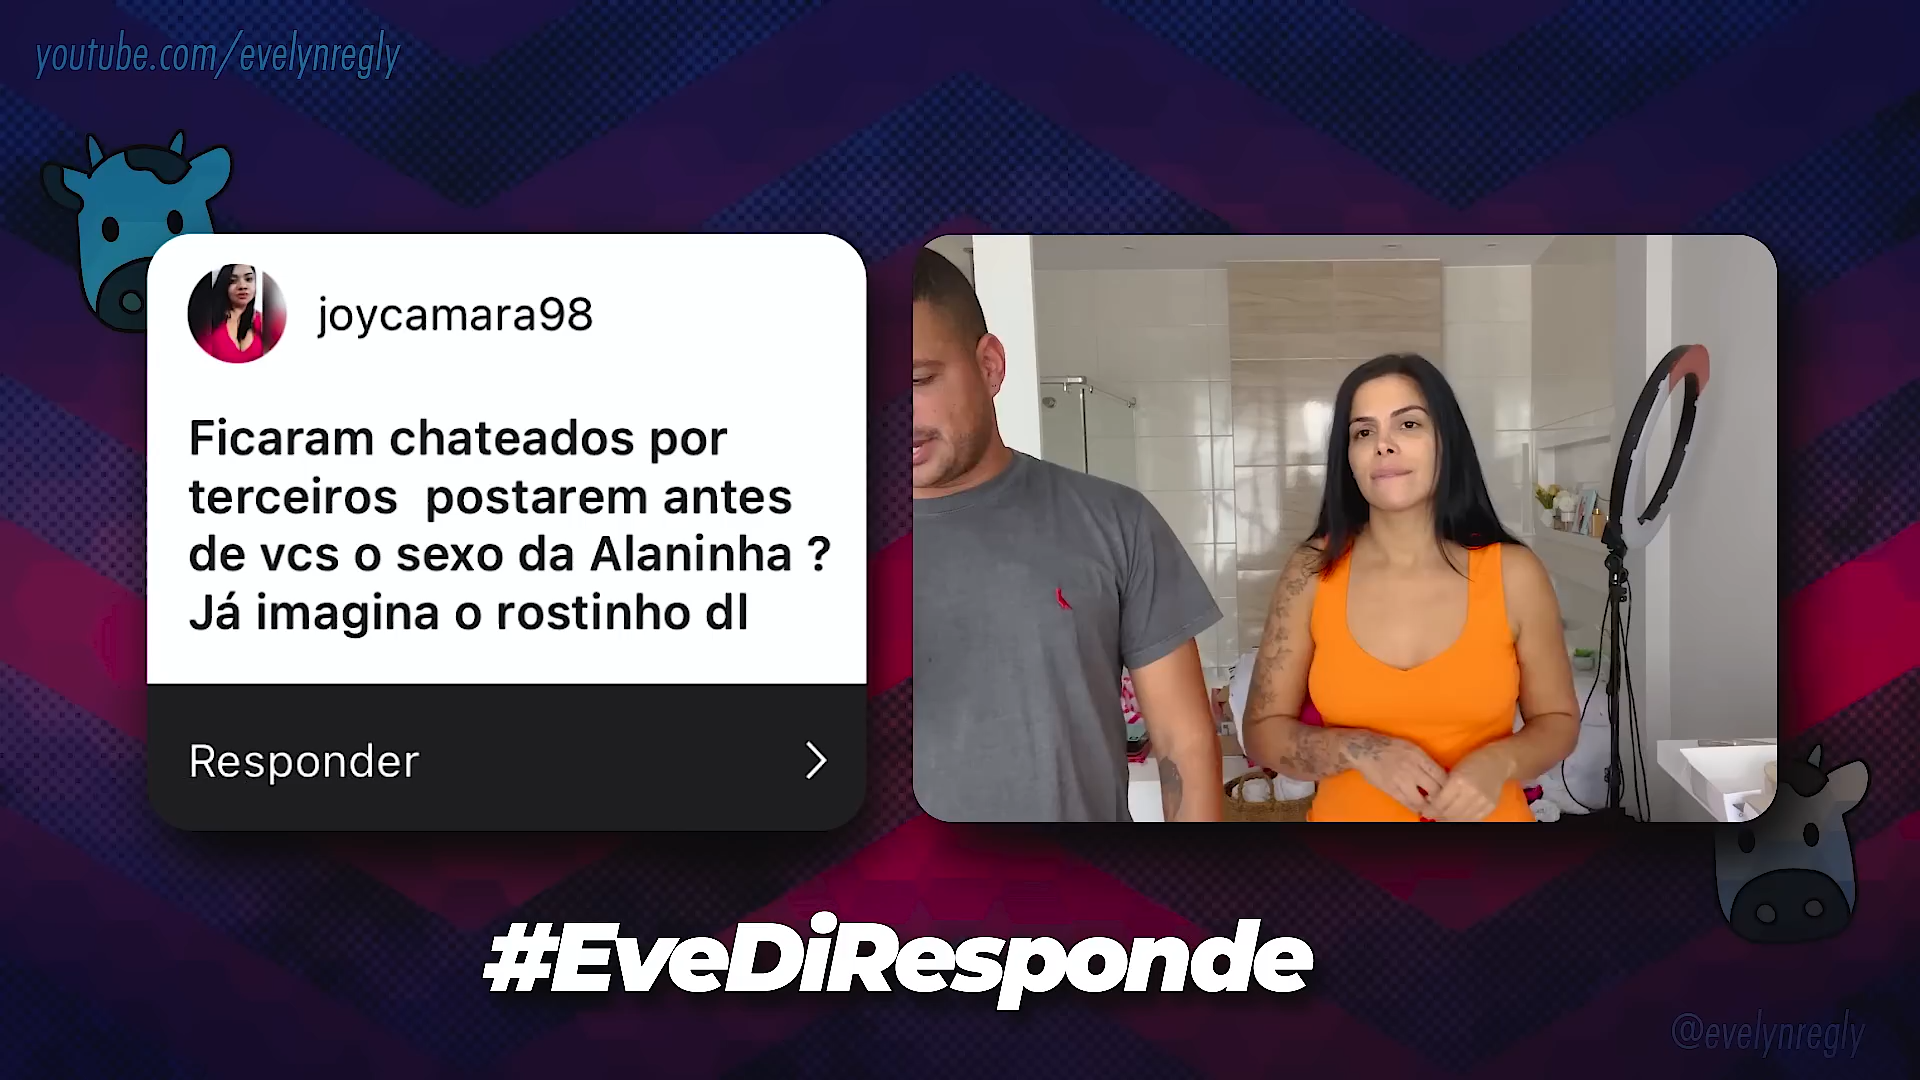 youtube.com/evelynregly
joycamara98
Ficaram chateados por
terceiros  postarem antes
de vcs o sexo da Alaninha ?
Já imagina o rostinho dl
Responder
#EveDiResponde
@evelynregly